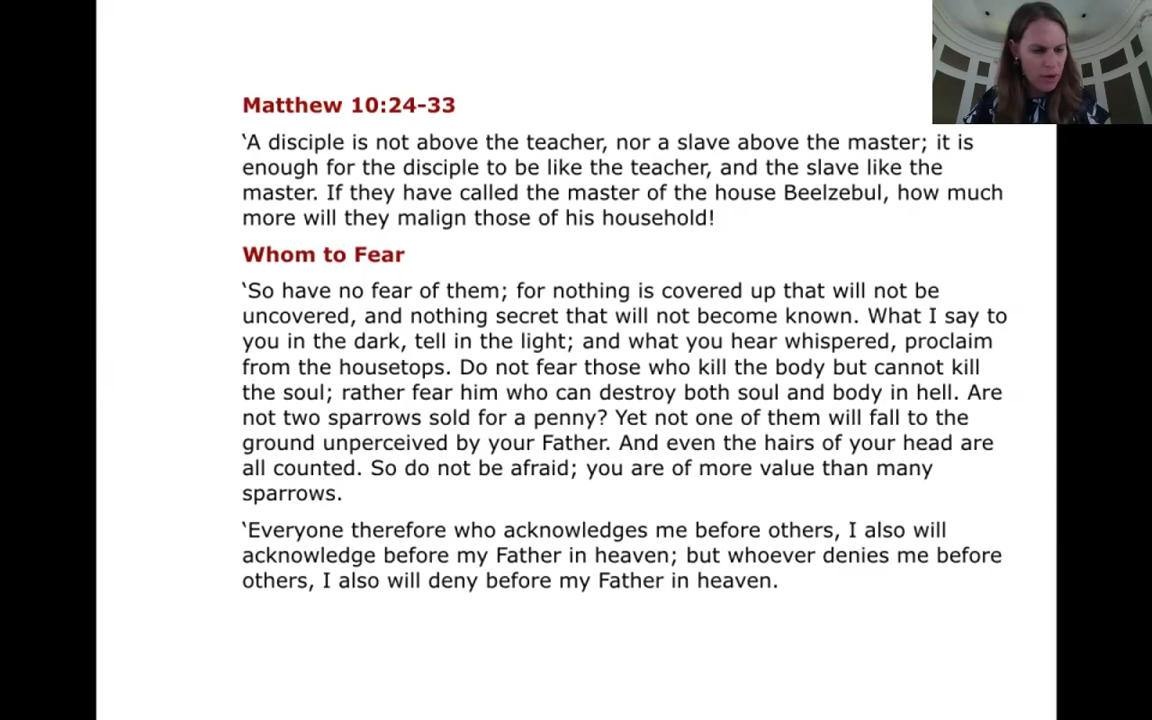 Matthew 10:24-33
‘A disciple is not above the teacher, nor a slave above the master; it is
enough for the disciple to be like the teacher, and the slave like the
master. If they have called the master of the house Beelzebul, how much
more will they malign those of his household!
Whom to Fear
‘So have no fear of them; for nothing is covered up that will not be
uncovered, and nothing secret that will not become known. What I say to
you in the dark, tell in the light; and what you hear whispered, proclaim
from the housetops. Do not fear those who kill the body but cannot kill
the soul; rather fear him who can destroy both soul and body in hell. Are
not two sparrows sold for a penny? Yet not one of them will fall to the
ground unperceived by your Father. And even the hairs of your head are
all counted. So do not be afraid; you are of more value than many
sparrows.
‘Everyone therefore who acknowledges me before others, I also will
acknowledge before my Father in heaven; but whoever denies me before
others, I also will deny before my Father in heaven.